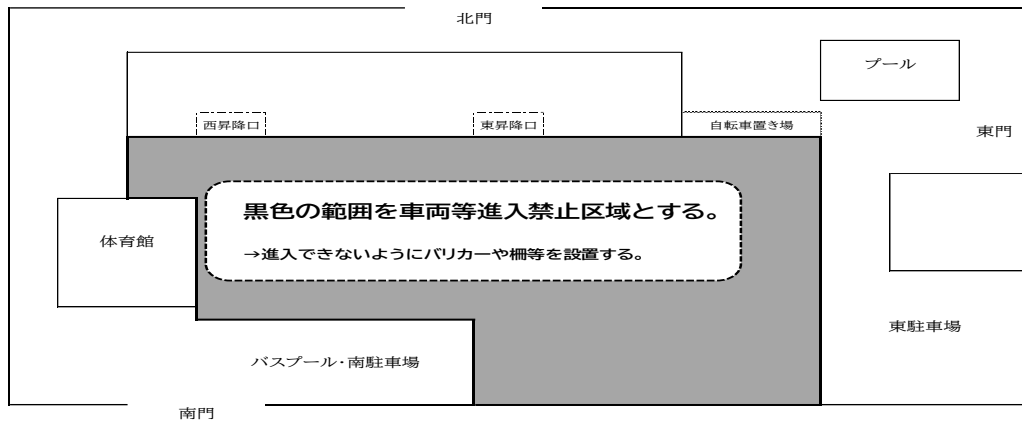 北門
プール
西昇降口
東昇降口
自転車置き場
東門
黒色の範囲を車両等進入禁止区域とする。
→進入できないようにバリカーや柵等を設置する。
体育館
東駐車場
バスプール・南駐車場
南門